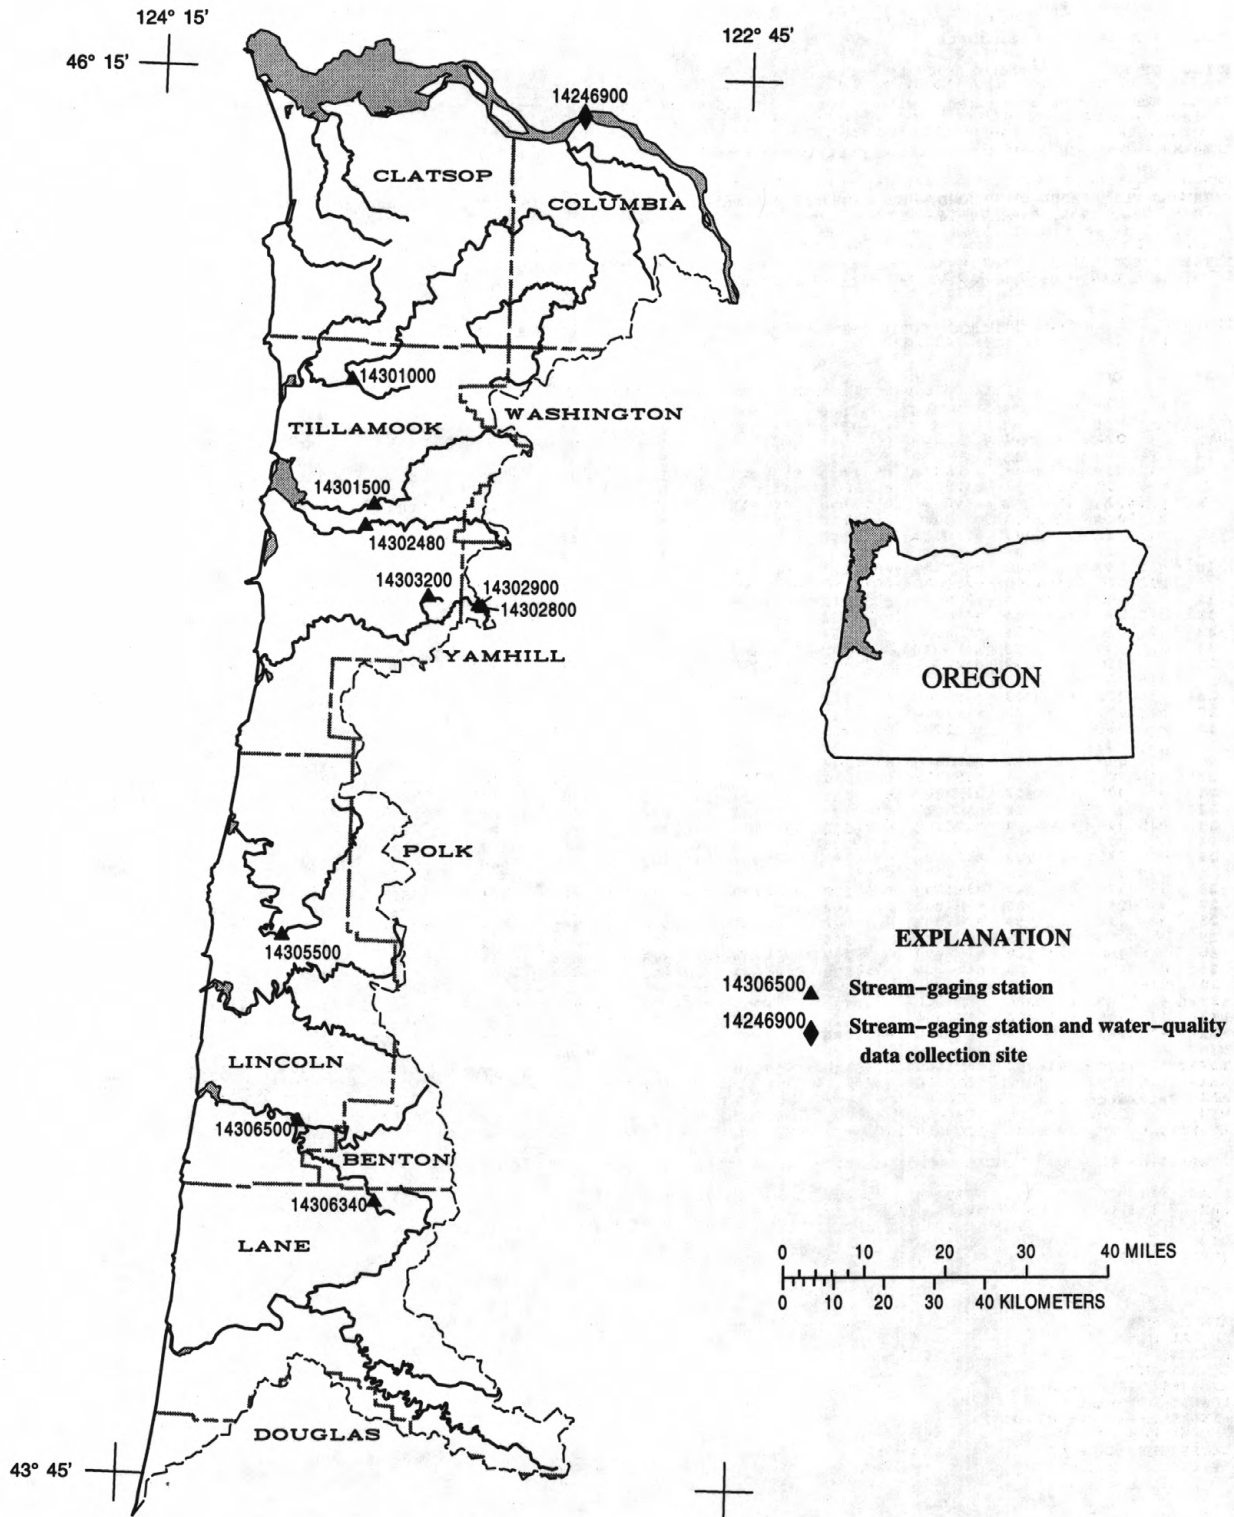 124° 15'
46° 15'
122° 45'
14246900
CLATSOP
COLUMBIA
14301000
WASHINGTON
TILLAMOOK
14301500
14302480
14303200
14302900
14302800
YAMHILL
OREGON
POLK
14305500
EXPLANATION
14306500 Stream–gaging station
14246900 Stream–gaging station and water–quality
data collection site
LINCOLN
14306500
BENTON
14306340
LANE
0 10 20 30 40 MILES
0 10 20 30 40 KILOMETERS
DOUGLAS
43° 45'